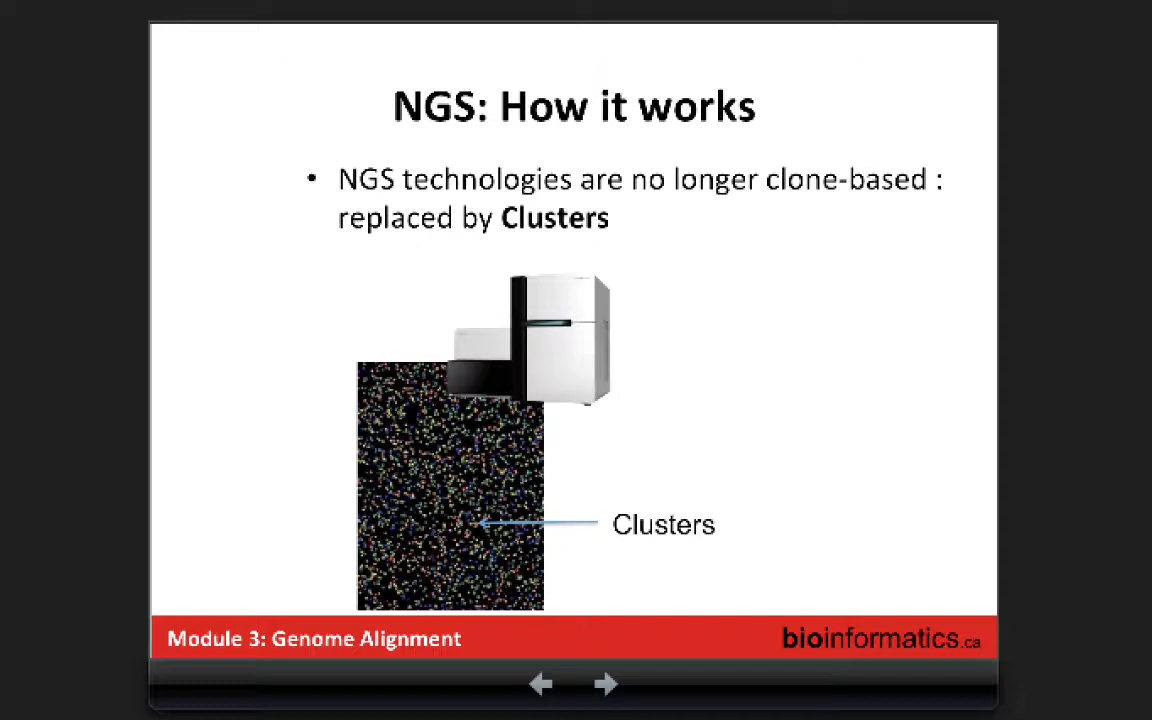 NGS: How it works
• NGS technologies are no longer clone-based :
replaced by Clusters
Clusters
Module 3: Genome Alignment
bioinformatics.ca